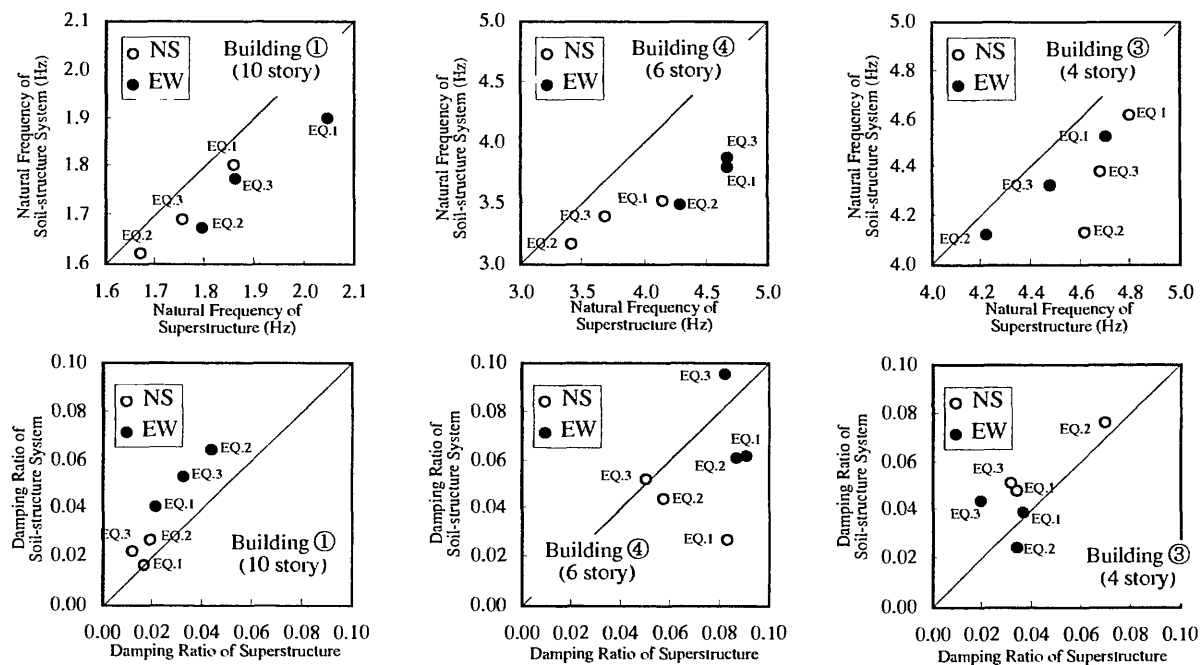 Natural Frequency of
Soil-structure System (Hz)
2.1
2.0
1.9
1.8
1.7
1.6
NS
EW
Building ①
(10 story)
EQ.1
EQ.1
EQ.3
EQ.3
EQ.2
EQ.2
1.6 1.7 1.8 1.9 2.0 2.1
Natural Frequency of
Superstructure (Hz)
Natural Frequency of
Soil-structure System (Hz)
5.0
4.5
4.0
3.5
3.0
NS
EW
Building ④
(6 story)
EQ.3
EQ.1
EQ.1
EQ.2
EQ.3
EQ.2
3.0 3.5 4.0 4.5 5.0
Natural Frequency of
Superstructure (Hz)
Natural Frequency of
Soil-structure System (Hz)
5.0
4.8
4.6
4.4
4.2
4.0
NS
EW
Building ③
(4 story)
EQ 1
EQ.1
EQ.3
EQ.3
EQ.2
EQ.2
4.0 4.2 4.4 4.6 4.8 5.0
Natural Frequency of
Superstructure (Hz)
Damping Ratio of
Soil-structure System
0.10
0.08
0.06
0.04
0.02
0.00
NS
EW
EQ.2
EQ.3
EQ.1
EQ.3
EQ.2
EQ.1
Building ①
(10 story)
0.00 0.02 0.04 0.06 0.08 0.10
Damping Ratio of Superstructure
Damping Ratio of
Soil-structure System
0.10
0.08
0.06
0.04
0.02
0.00
NS
EW
EQ.3
EQ.1
EQ.2
EQ.3
EQ.2
EQ.1
Building ④
(6 story)
0.00 0.02 0.04 0.06 0.08 0.10
Damping Ratio of Superstructure
Damping Ratio of
Soil-structure System
0.10
0.08
0.06
0.04
0.02
0.00
NS
EW
EQ.2
EQ.3
EQ.1
EQ.3
EQ.1
EQ.2
Building ③
(4 story)
0.00 0.02 0.04 0.06 0.08 0.10
Damping Ratio of Superstructure